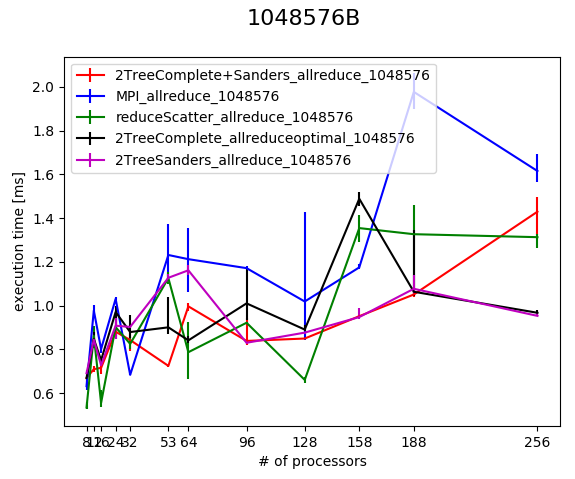 1048576B
2TreeComplete+Sanders_allreduce_1048576
MPI_allreduce_1048576
reduceScatter_allreduce_1048576
2TreeComplete_allreduceoptimal_1048576
2TreeSanders_allreduce_1048576
execution time [ms]
2.0
1.8
1.6
1.4
1.2
1.0
0.8
0.6
8 12 16 24 32 53 64 96 128 158 188 256
# of processors